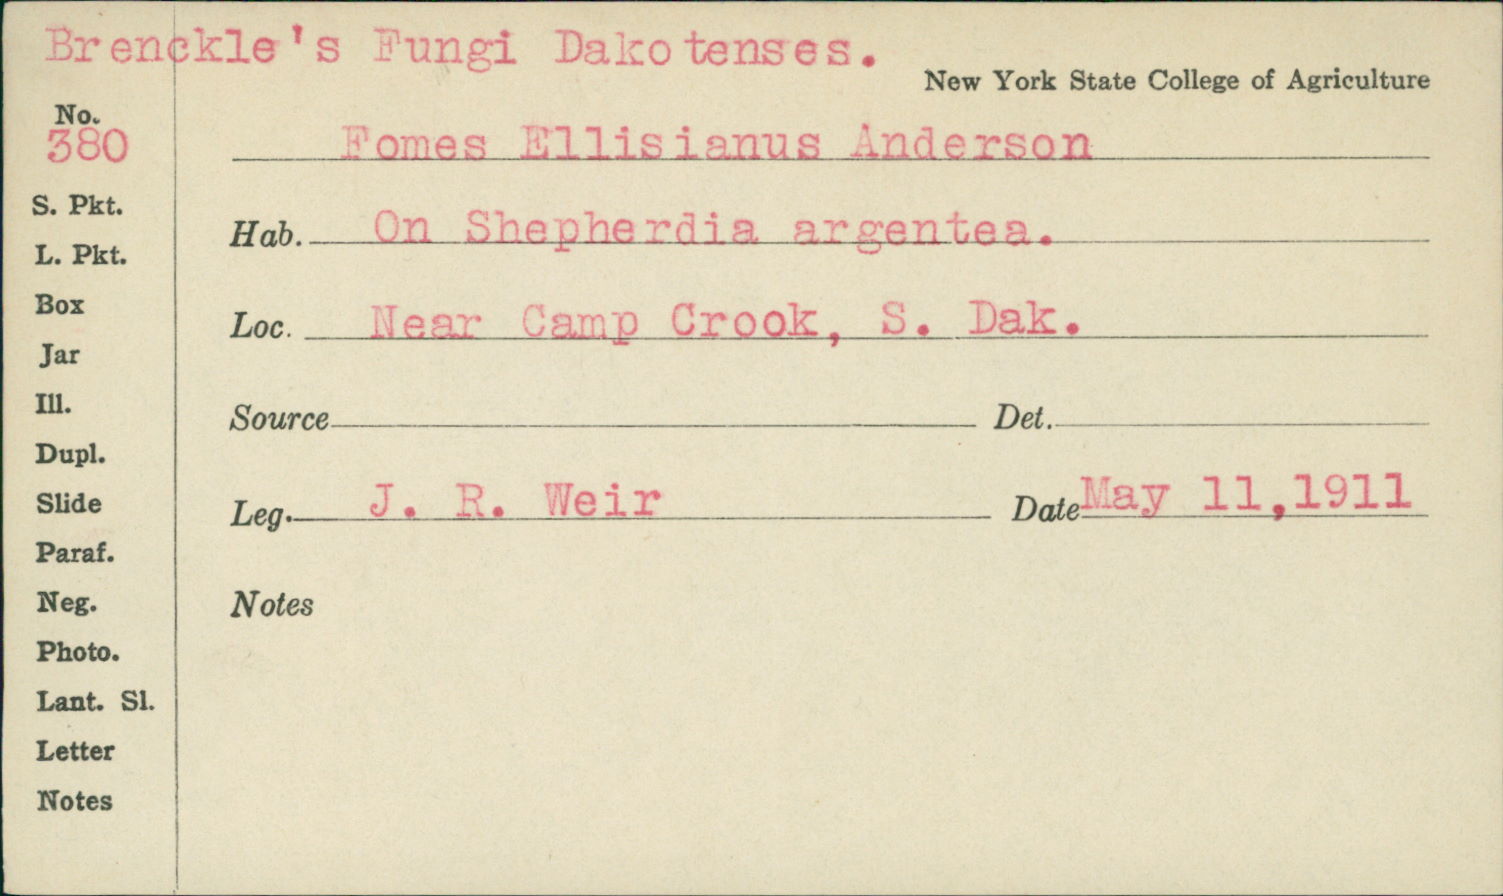 Brenckle's Fungi Dakotenses.
New York State College of Agriculture
No.
380
Fomes Ellisianus Anderson
S. Pkt.
Hab. On Shepherdia argentea.
L. Pkt.
Box
Loc. Near Camp Crook, S. Dak.
Jar
Ill.
Source Det.
Dupl.
Slide
Leg. J. R. Weir Date May 11,1911
Paraf.
Neg.
Notes
Photo.
Lant. Sl.
Letter
Notes